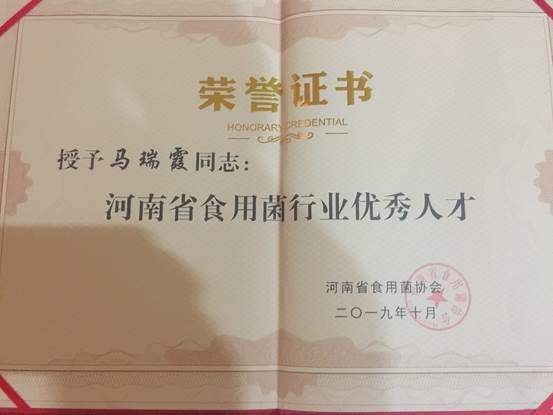 荣誉证书
HONORARY CREDENTIAL
授予马瑞霞同志：
河南省食用菌行业优秀人才
河南省食用菌协会
二〇一九年十月